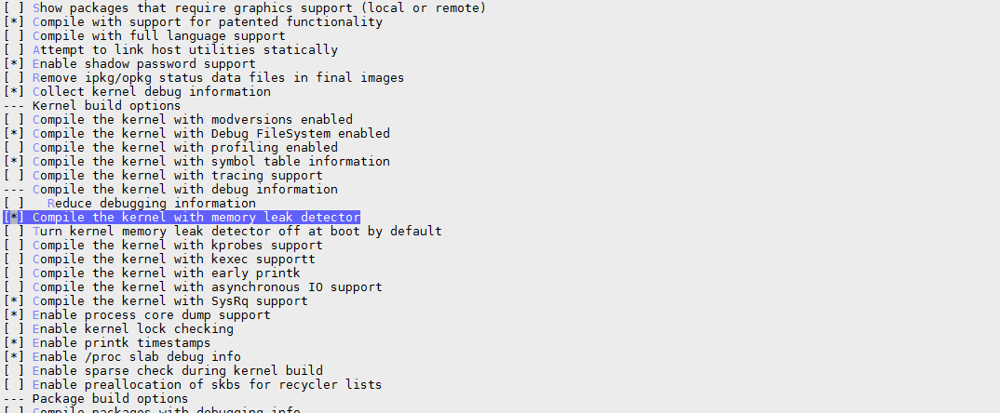 [ ] Show packages that require graphics support (local or remote)
[*] Compile with support for patented functionality
[ ] Compile with full language support
[ ] Attempt to link host utilities statically
[*] Enable shadow password support
[ ] Remove ipkg/opkg status data files in final images
[*] Collect kernel debug information
--- Kernel build options
[ ] Compile the kernel with modversions enabled
[*] Compile the kernel with Debug FileSystem enabled
[ ] Compile the kernel with profiling enabled
[*] Compile the kernel with symbol table information
[ ] Compile the kernel with tracing support
--- Compile the kernel with debug information
[ ]   Reduce debugging information
[*] Compile the kernel with memory leak detector
[ ] Turn kernel memory leak detector off at boot by default
[ ] Compile the kernel with kprobes support
[ ] Compile the kernel with kexec supportt
[ ] Compile the kernel with early printk
[ ] Compile the kernel with asynchronous IO support
[*] Compile the kernel with SysRq support
[*] Enable process core dump support
[ ] Enable kernel lock checking
[*] Enable printk timestamps
[*] Enable /proc slab debug info
[ ] Enable sparse check during kernel build
[ ] Enable preallocation of skbs for recycler lists
--- Package build options
[ ] Compile packages with debugging info